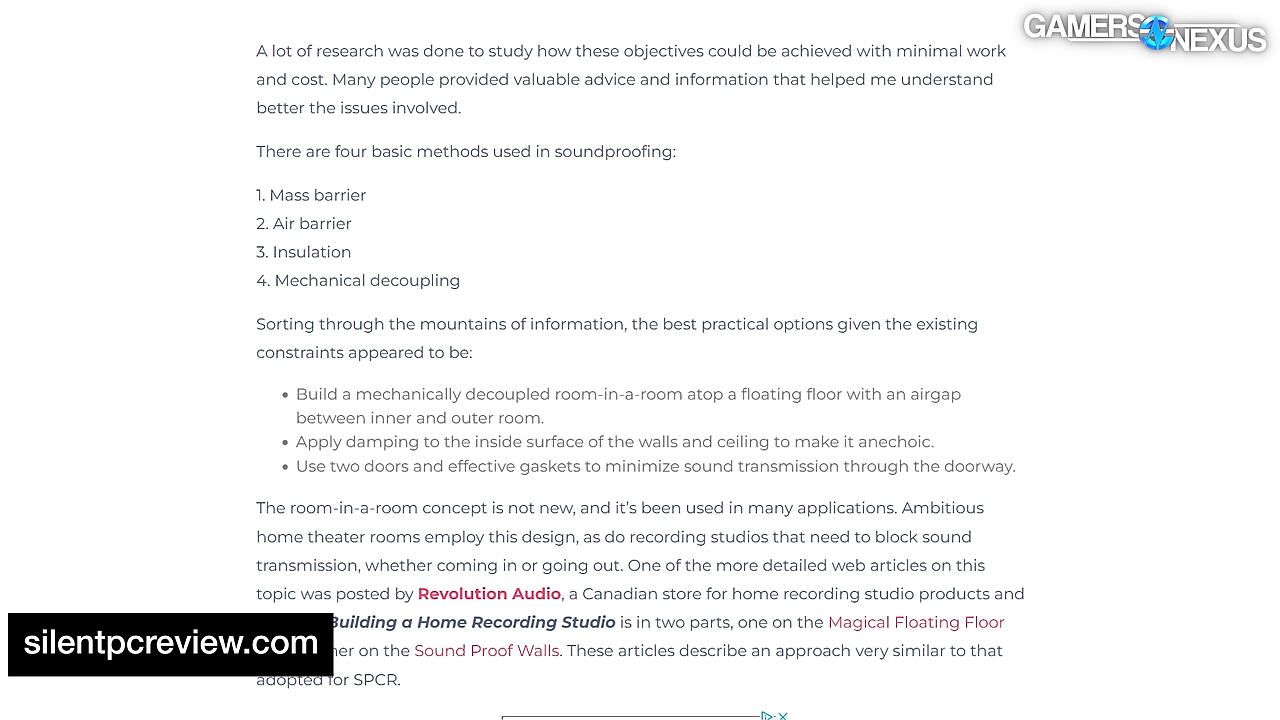 GAMERS NEXUS
A lot of research was done to study how these objectives could be achieved with minimal work
and cost. Many people provided valuable advice and information that helped me understand
better the issues involved.
There are four basic methods used in soundproofing:
1. Mass barrier
2. Air barrier
3. Insulation
4. Mechanical decoupling
Sorting through the mountains of information, the best practical options given the existing
constraints appeared to be:
• Build a mechanically decoupled room-in-a-room atop a floating floor with an airgap
between inner and outer room.
• Apply damping to the inside surface of the walls and ceiling to make it anechoic.
• Use two doors and effective gaskets to minimize sound transmission through the doorway.
The room-in-a-room concept is not new, and it’s been used in many applications. Ambitious
home theater rooms employ this design, as do recording studios that need to block sound
transmission, whether coming in or going out. One of the more detailed web articles on this
topic was posted by Revolution Audio, a Canadian store for home recording studio products and
Building a Home Recording Studio is in two parts, one on the Magical Floating Floor
on the Sound Proof Walls. These articles describe an approach very similar to that
adopted for SPCR.
silentpcreview.com